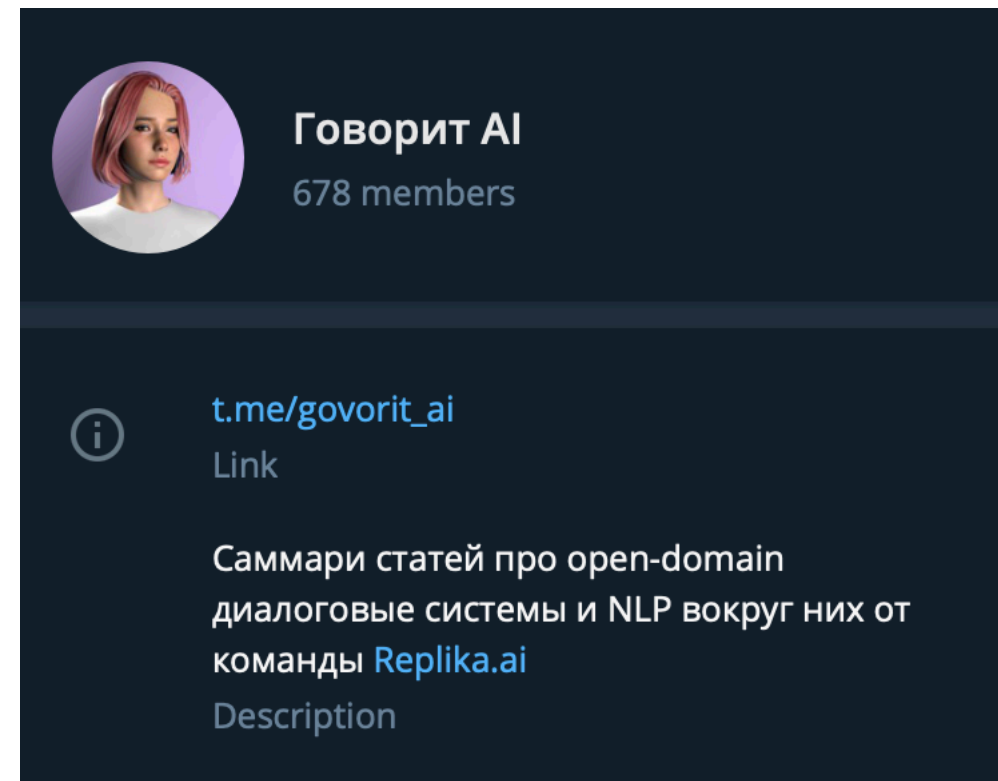 Говорит AI
678 members
t.me/govorit_ai
Link
Саммари статей про open-domain
диалоговые системы и NLP вокруг них от
команды Replika.ai
Description